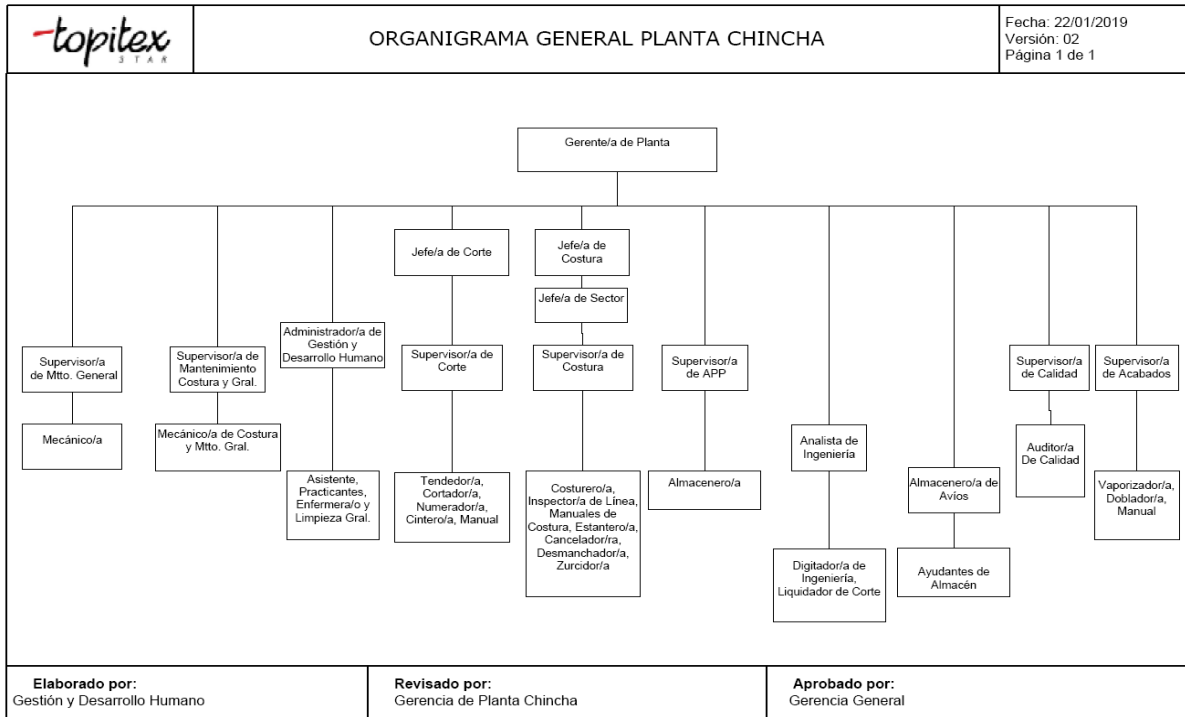 topitex
STAR
ORGANIGRAMA GENERAL PLANTA CHINCHA
Fecha: 22/01/2019
Versión: 02
Página 1 de 1
Gerente/a de Planta
Jefe/a de Corte
Jefe/a de
Costura
Jefe/a de Sector
Supervisor/a
de Mtto. General
Supervisor/a de
Mantenimiento
Costura y Gral.
Administrador/a de
Gestión y
Desarrollo Humano
Supervisor/a de
Corte
Supervisor/a de
Costura
Supervisor/a
de APP
Supervisor/a
de Calidad
Supervisor/a
de Acabados
Mecánico/a
Mecánico/a de Costura
y Mtto. Gral.
Analista de
Ingeniería
Auditor/a
De Calidad
Asistente,
Practicantes,
Enfermera/o y
Limpieza Gral.
Tendedor/a,
Cortador/a,
Numerador/a,
Cintero/a, Manual
Costurero/a,
Inspector/a de Línea,
Manuales de
Costura, Estantero/a,
Cancelador/ra,
Desmanchador/a,
Zurcidor/a
Almacenero/a
Almacenero/a de
Avíos
Vaporizador/a,
Doblador/a,
Manual
Digitador/a de
Ingeniería,
Liquidador de Corte
Ayudantes de
Almacén
Elaborado por:
Gestión y Desarrollo Humano
Revisado por:
Gerencia de Planta Chincha
Aprobado por:
Gerencia General